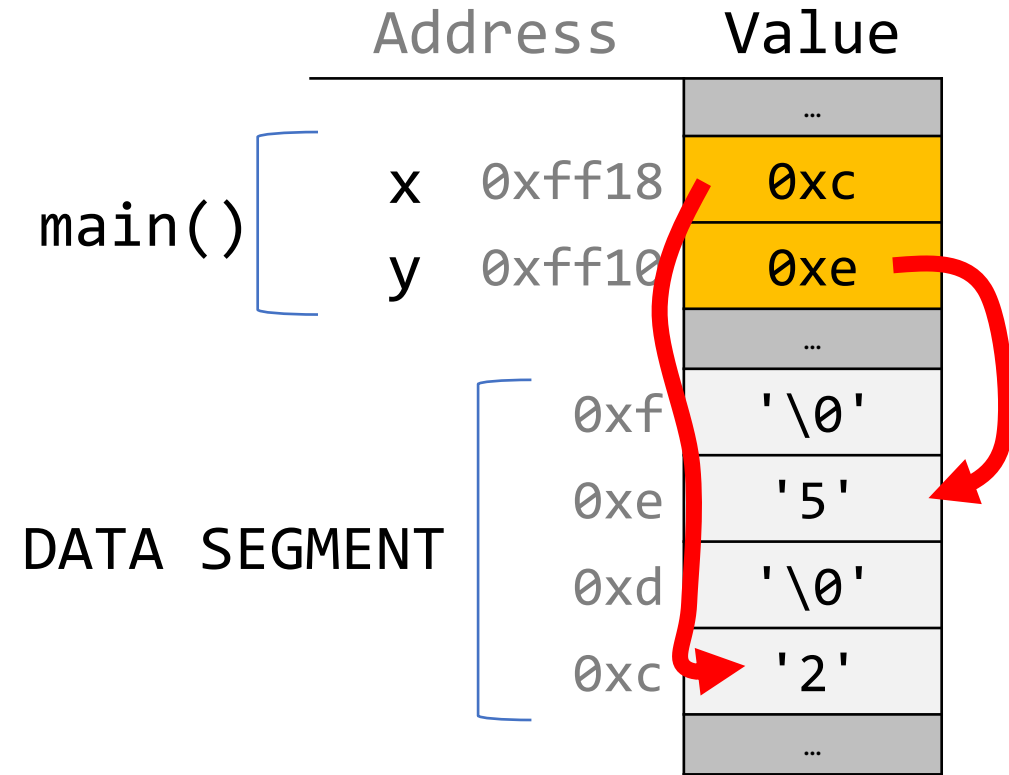 Address Value
…
x 0xff18 0xc
main()
y 0xff10 0xe
…
0xf '\0'
0xe '5'
DATA SEGMENT
0xd '\0'
0xc '2'
…